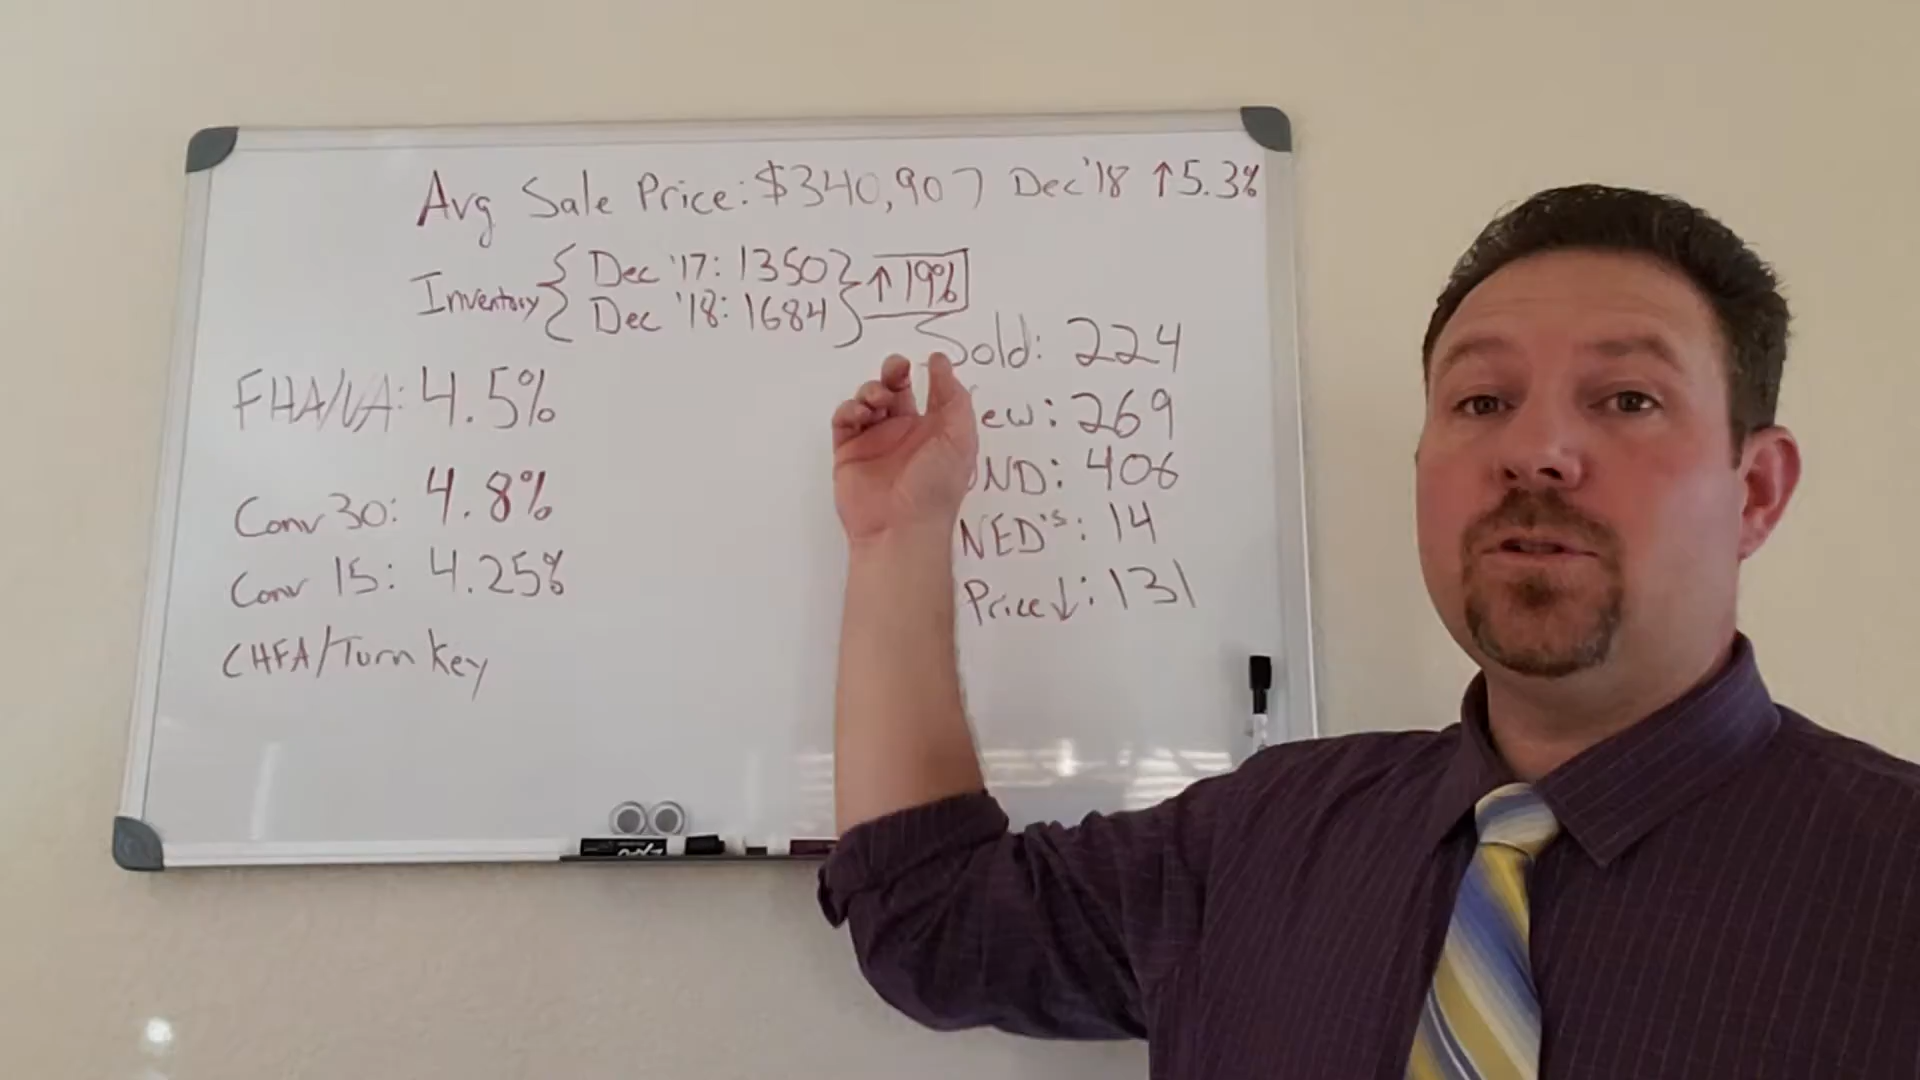 Avg Sale Price: $340,907 Dec '18 ↑5.3%
Inventory { Dec '17: 1350 } ↑19%
Dec '18: 1684
Sold: 224
FHA/VA: 4.5%
ew: 269
Conv 30: 4.8%
ND: 406
NED's: 14
Conv 15: 4.25%
Price↓: 131
CHFA/Turn Key